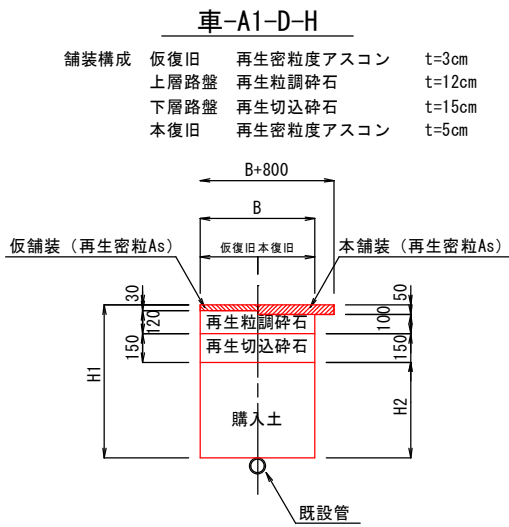 車-A1-D-H
舗装構成 仮復旧 再生密粒度アスコン t=3cm
上層路盤 再生粒調砕石 t=12cm
下層路盤 再生切込砕石 t=15cm
本復旧 再生密粒度アスコン t=5cm
B+800
B
仮舗装（再生密粒As） 仮復旧 本復旧 本舗装（再生密粒As）
30 50
120 再生粒調砕石 100
150 再生切込砕石 150
H1 購入土 H2
既設管